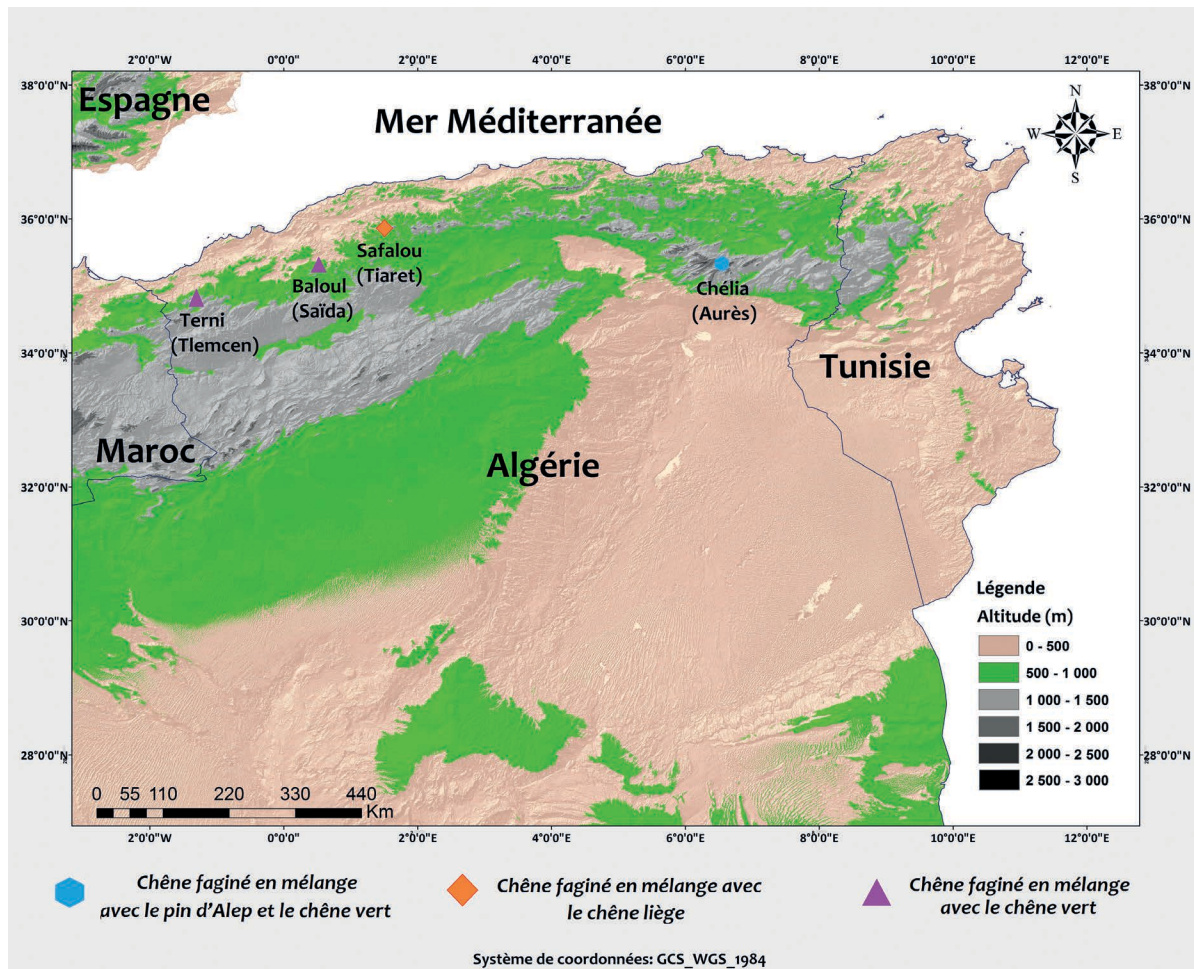 2°0'0"W 0°0'0" 2°0'0"E 4°0'0"E 6°0'0"E 8°0'0"E 10°0'0"E 12°0'0"E
38°0'0"N 38°0'0"N
Espagne
Mer Méditerranée
N
W E
S
36°0'0"N 36°0'0"N
Safalou
(Tiaret)
Baloul
(Saïda)
Chélia
(Aurès)
Terni
(Tlemcen)
34°0'0"N 34°0'0"N
Tunisie
Maroc
Algérie
32°0'0"N 32°0'0"N
Légende
Altitude (m)
30°0'0"N 30°0'0"N
0 - 500
500 - 1 000
1 000 - 1 500
1 500 - 2 000
28°0'0"N 28°0'0"N
2 000 - 2 500
2 500 - 3 000
0 55 110 220 330 440
Km
2°0'0"W 0°0'0" 2°0'0"E 4°0'0"E 6°0'0"E 8°0'0"E 10°0'0"E 12°0'0"E
Chêne faginé en mélange
avec le pin d'Alep et le chêne vert
Chêne faginé en mélange avec
le chêne liège
Chêne faginé en mélange
avec le chêne vert
Système de coordonnées: GCS_WGS_1984